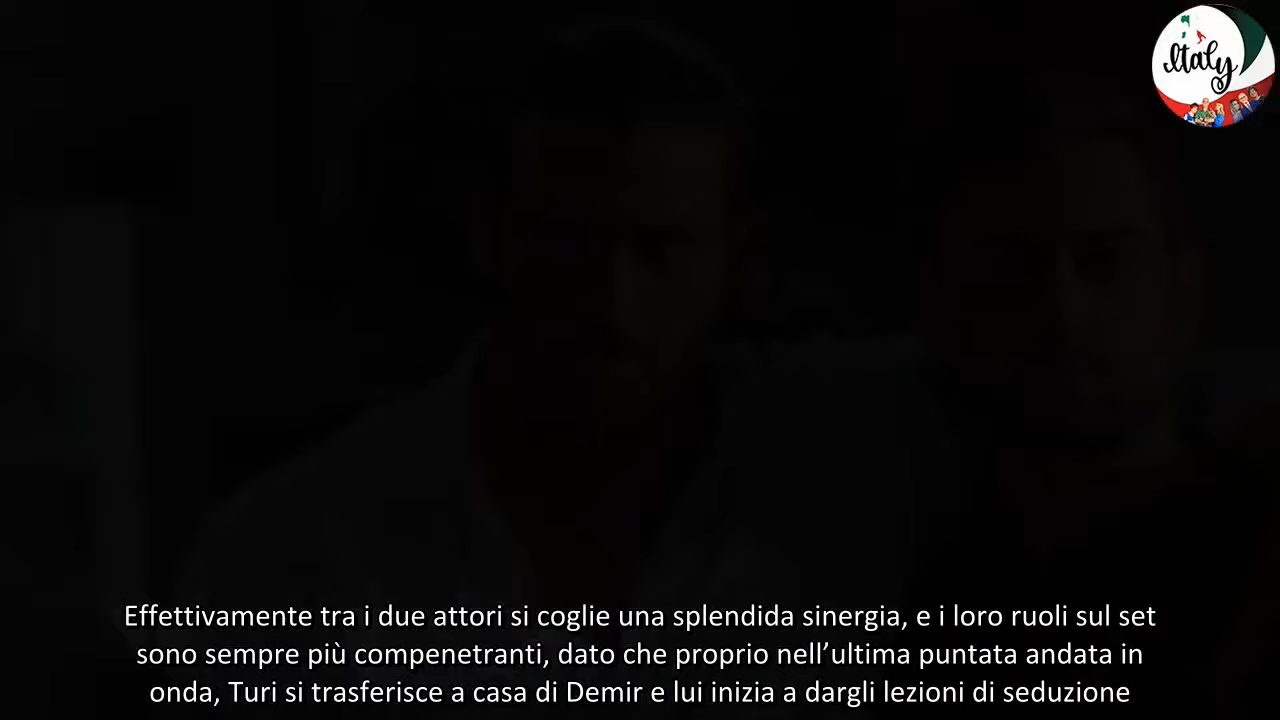 Italy
Effettivamente tra i due attori si coglie una splendida sinergia, e i loro ruoli sul set
sono sempre più compenetranti, dato che proprio nell’ultima puntata andata in
onda, Turi si trasferisce a casa di Demir e lui inizia a dargli lezioni di seduzione